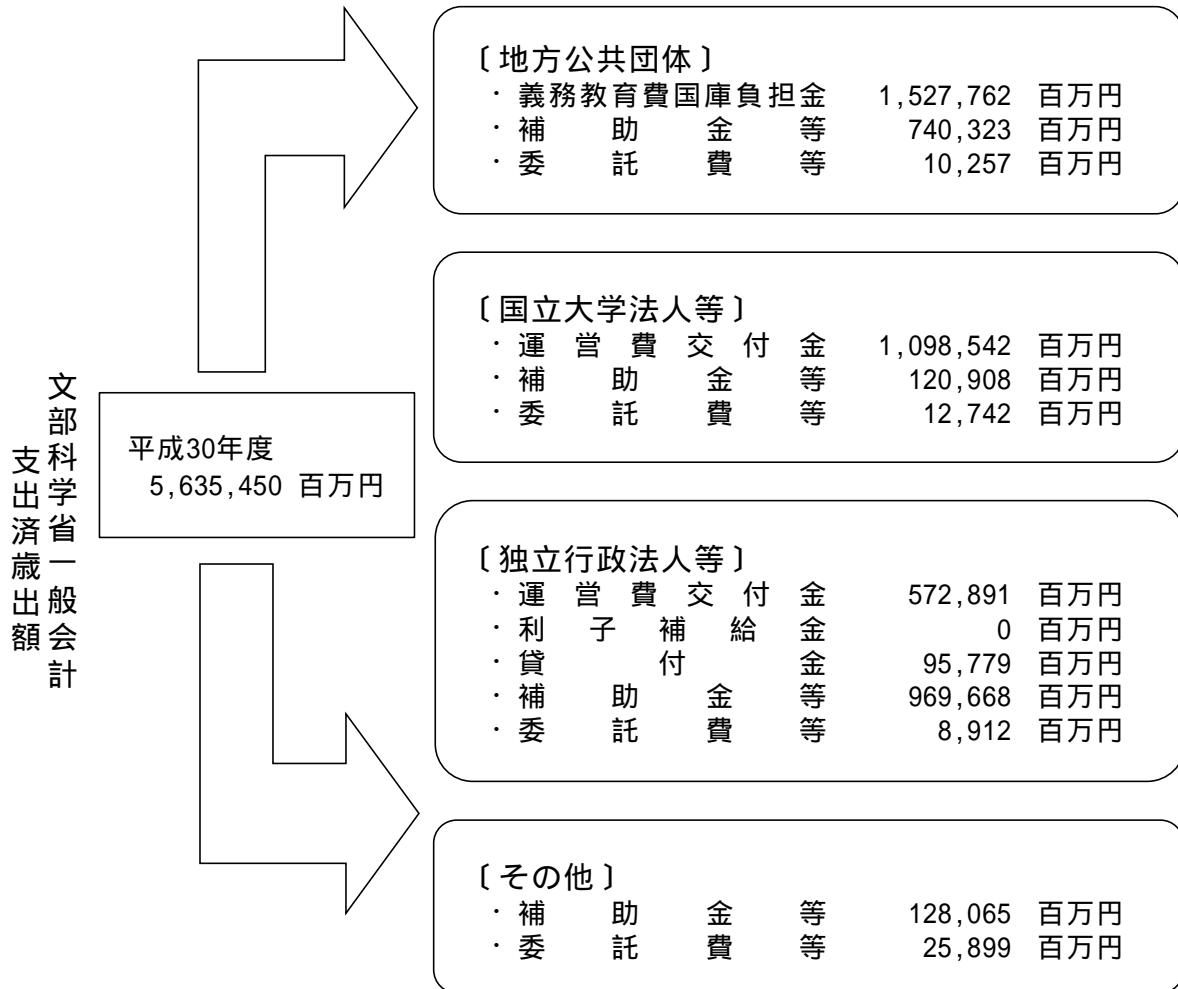 文部科学省一般会計
支出済歳出額
平成30年度
5,635,450 百万円
〔地方公共団体〕
・義務教育費国庫負担金 1,527,762 百万円
・補助金等 740,323 百万円
・委託費等 10,257 百万円
〔国立大学法人等〕
・運営費交付金 1,098,542 百万円
・補助金等 120,908 百万円
・委託費等 12,742 百万円
〔独立行政法人等〕
・運営費交付金 572,891 百万円
・利子補給金 0 百万円
・貸付金 95,779 百万円
・補助金等 969,668 百万円
・委託費等 8,912 百万円
〔その他〕
・補助金等 128,065 百万円
・委託費等 25,899 百万円